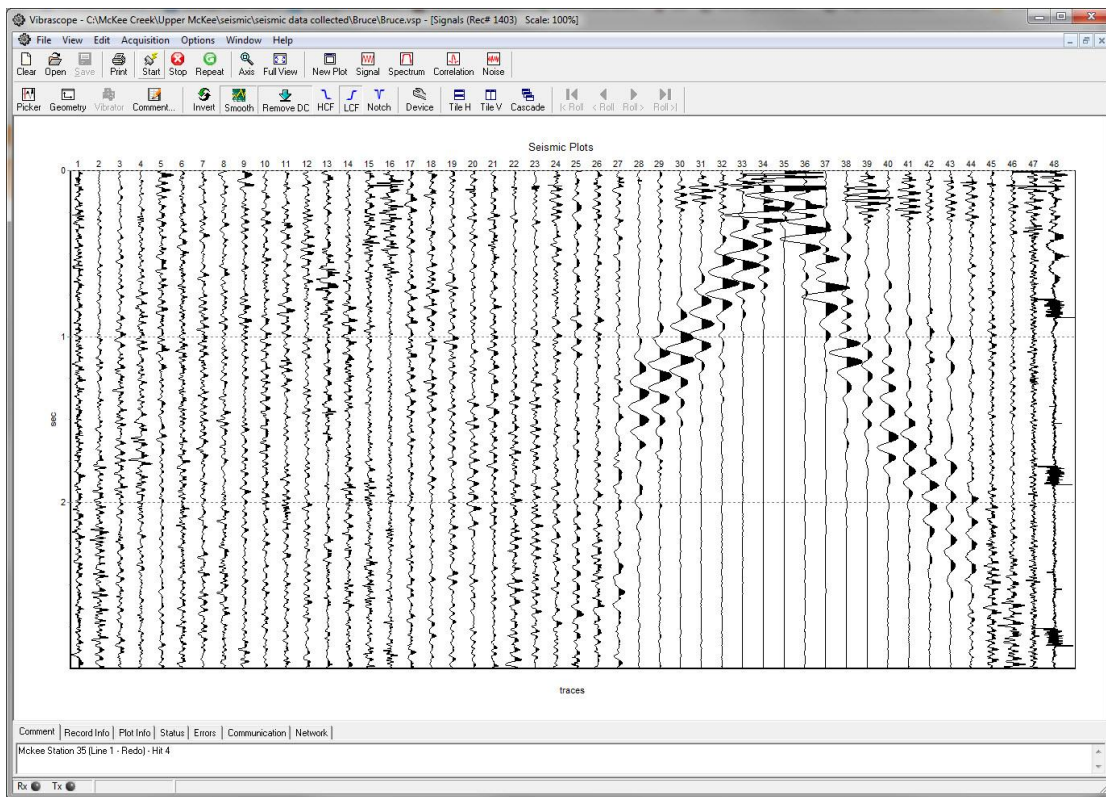 Vibrascope - C:\McKee Creek\Upper McKee\seismic\seismic data collected\Bruce\Bruce.vsp - [Signals (Rec# 1403) Scale: 100%]
File View Edit Acquisition Options Window Help
Clear Open Save Print Start Stop Repeat Axis Full View New Plot Signal Spectrum Correlation Noise
Picker Geometry Vibrator Comment... Invert Smooth Remove DC HCF LCF Notch Device Tile H Tile V Cascade |< Roll < Roll Roll > Roll >|
Seismic Plots
1 2 3 4 5 6 7 8 9 10 11 12 13 14 15 16 17 18 19 20 21 22 23 24 25 26 27 28 29 30 31 32 33 34 35 36 37 38 39 40 41 42 43 44 45 46 47 48
0
1
sec
2
traces
Comment Record Info Plot Info Status Errors Communication Network
Mckee Station 35 (Line 1 - Redo) - Hit 4
Rx Tx